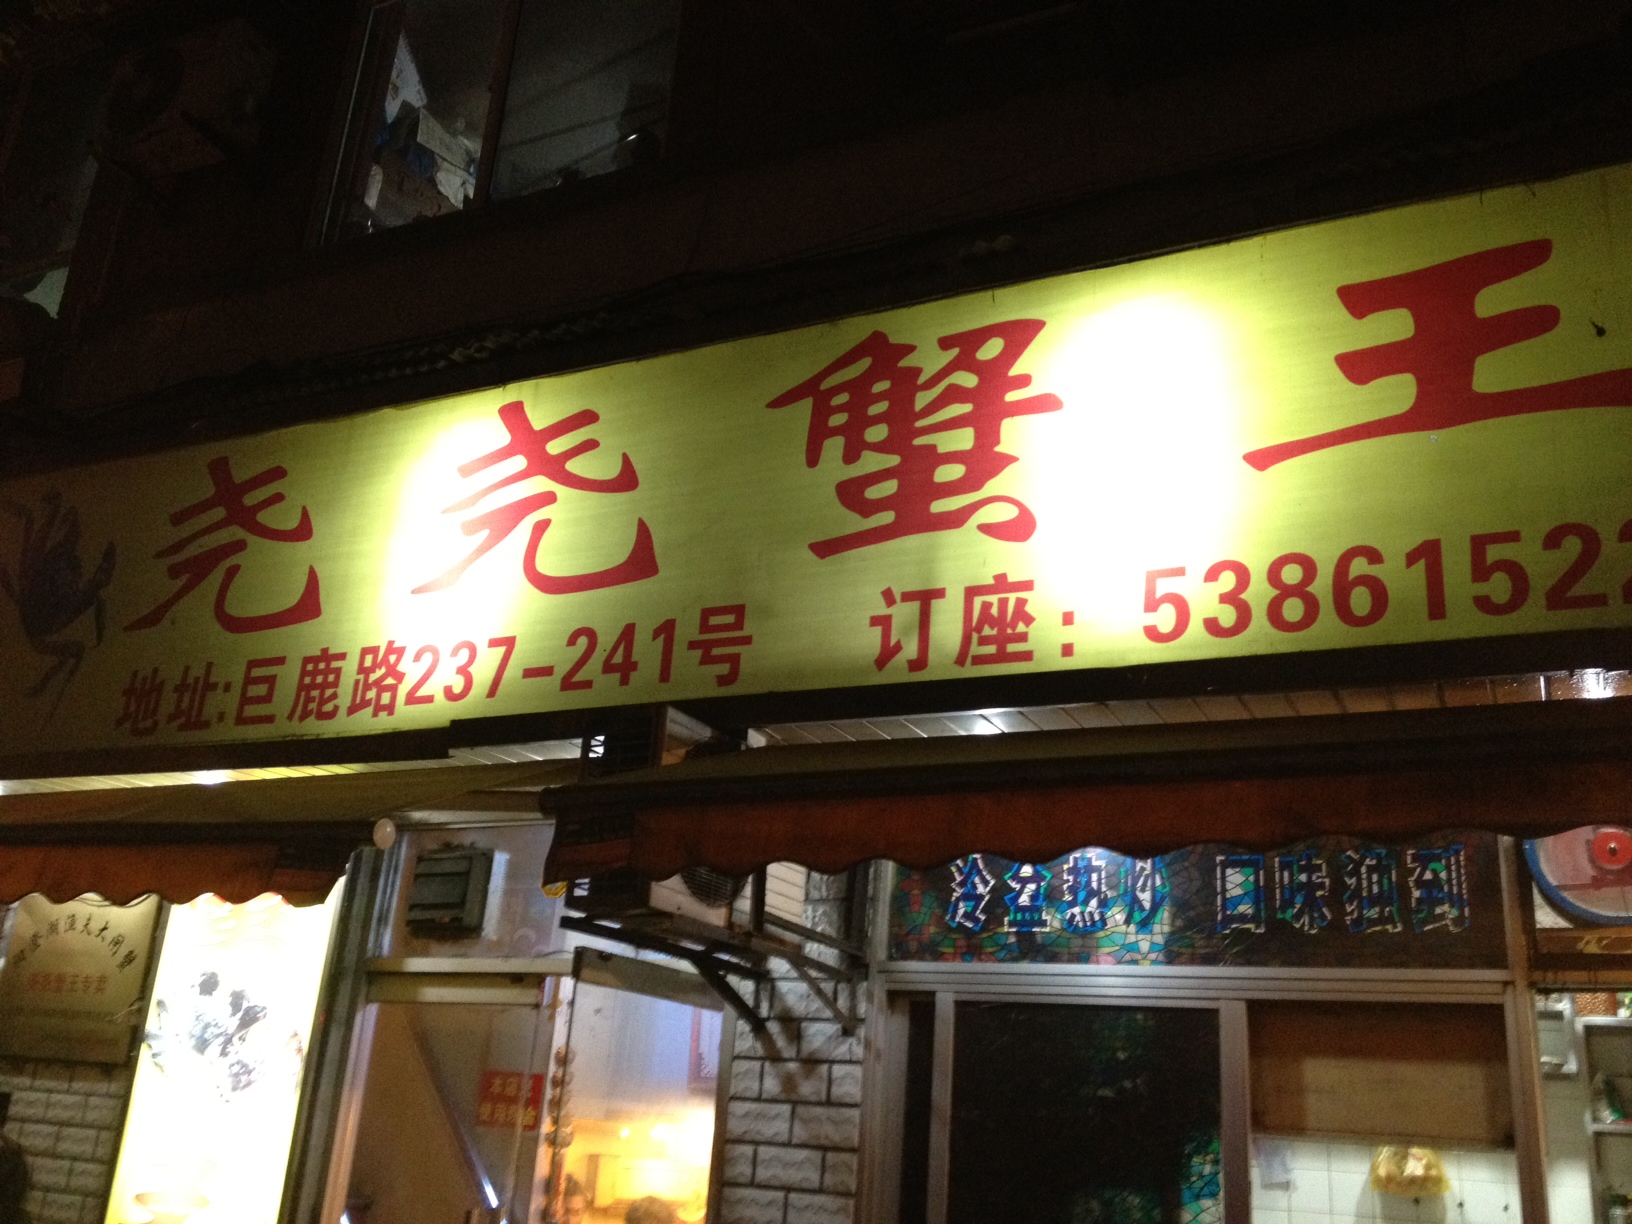 尧尧蟹王
地址:巨鹿路237-241号 订座:53861522
冷盆热炒 口味独到